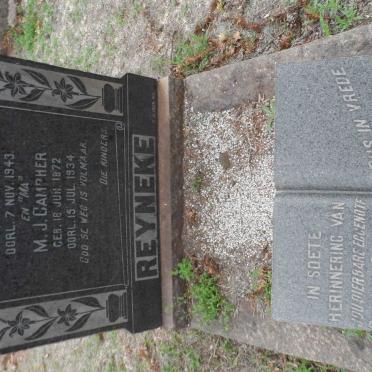 OORL. 7 NOV. 1943.
EN "MA"
M. J. CAMPHER
GEB. 18 JUN. 1872
OORL. 15 JUL. 1934
GOD SE WEG IS VOLMAAK.
DIE KINDERS.
REYNEKE
IN SOETE
HERINNERING VAN
IN VREDE